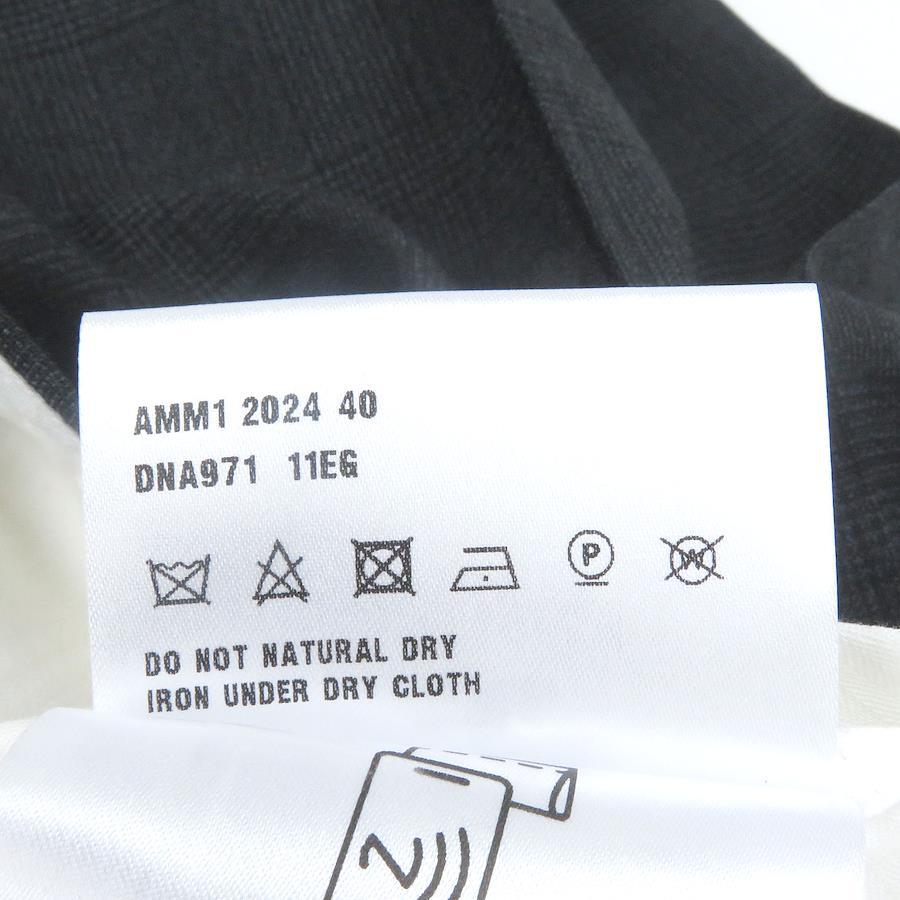 AMM1 2024 40
DNA971 11EG
P W
DO NOT NATURAL DRY
IRON UNDER DRY CLOTH